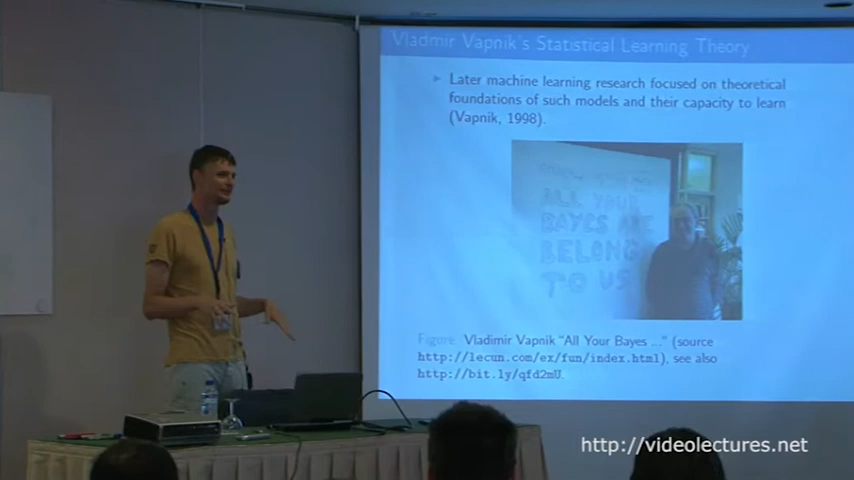 Vladmir Vapnik's Statistical Learning Theory
Later machine learning research focused on theoretical
foundations of such models and their capacity to learn
(Vapnik, 1998).
ALL YOUR
BAYES ARE
BELONG
TO US
Figure: Vladimir Vapnik "All Your Bayes ..." (source
http://lecun.com/ex/fun/index.html), see also
http://bit.ly/qfd2mU.
http://videolectures.net